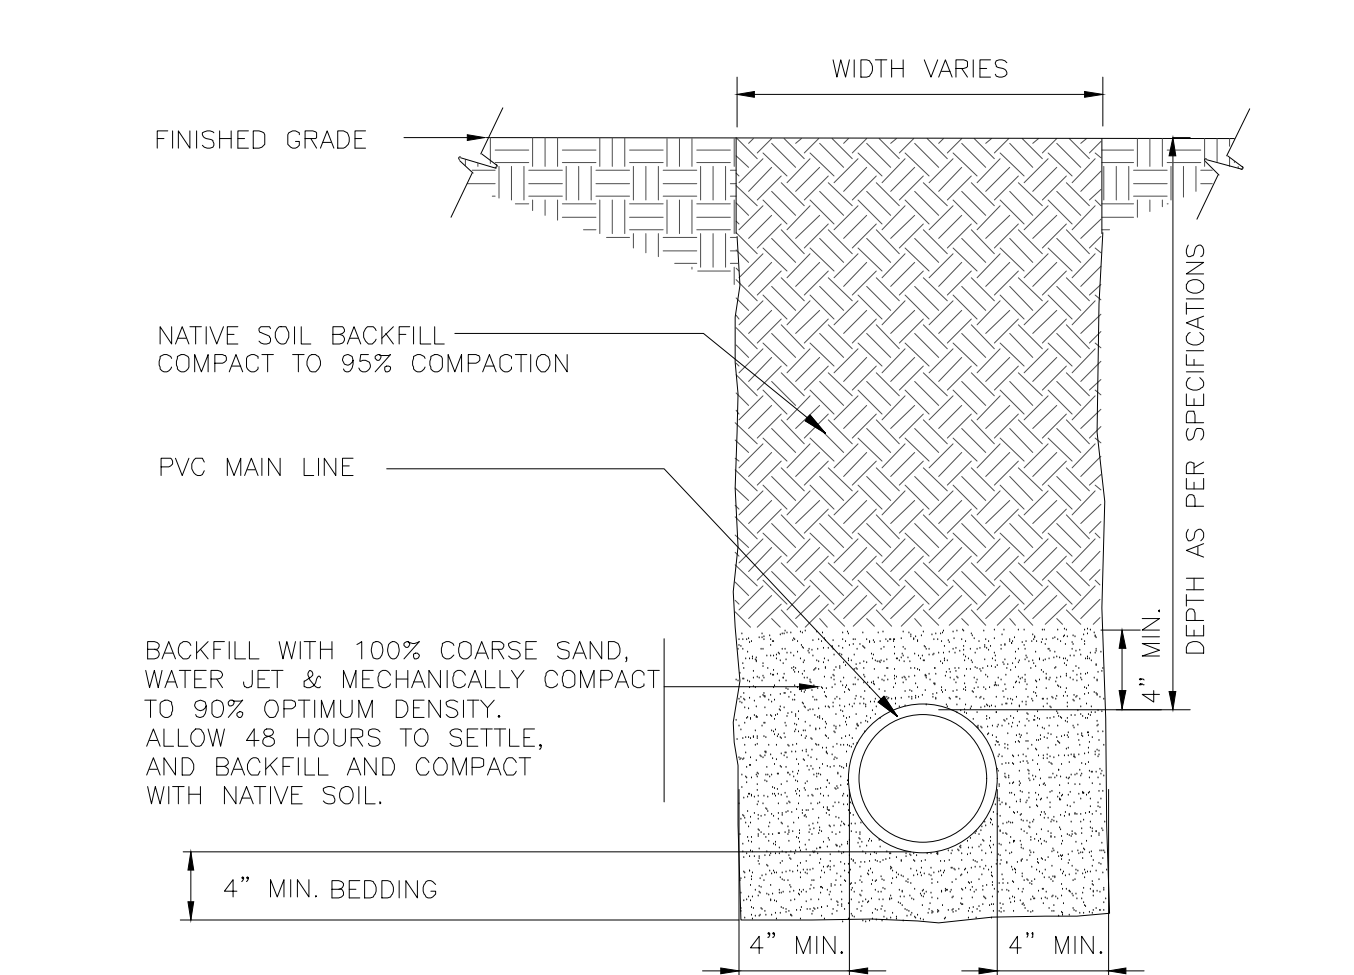 WIDTH VARIES
FINISHED GRADE
NATIVE SOIL BACKFILL
COMPACT TO 95% COMPACTION
DEPTH AS PER SPECIFICATIONS
PVC MAIN LINE
4" MIN.
BACKFILL WITH 100% COARSE SAND,
WATER JET & MECHANICALLY COMPACT
TO 90% OPTIMUM DENSITY.
ALLOW 48 HOURS TO SETTLE,
AND BACKFILL AND COMPACT
WITH NATIVE SOIL.
4" MIN. BEDDING
4" MIN.
4" MIN.